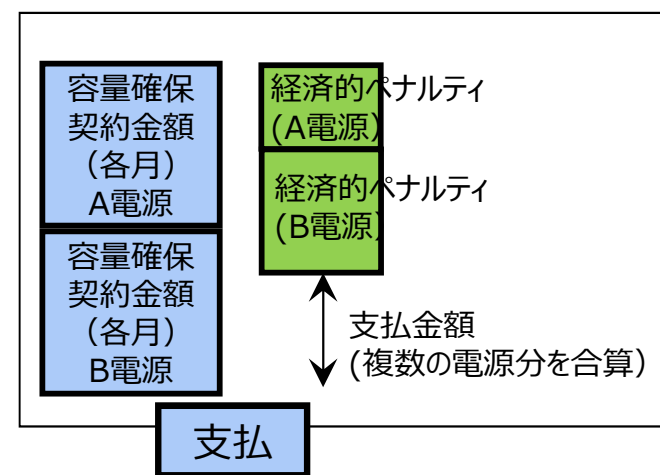 容量確保
契約金額
（各月）
A電源
容量確保
契約金額
（各月）
B電源
経済的ペナルティ
(A電源）
経済的ペナルティ
(B電源）
支払金額
(複数の電源分を合算）
支払